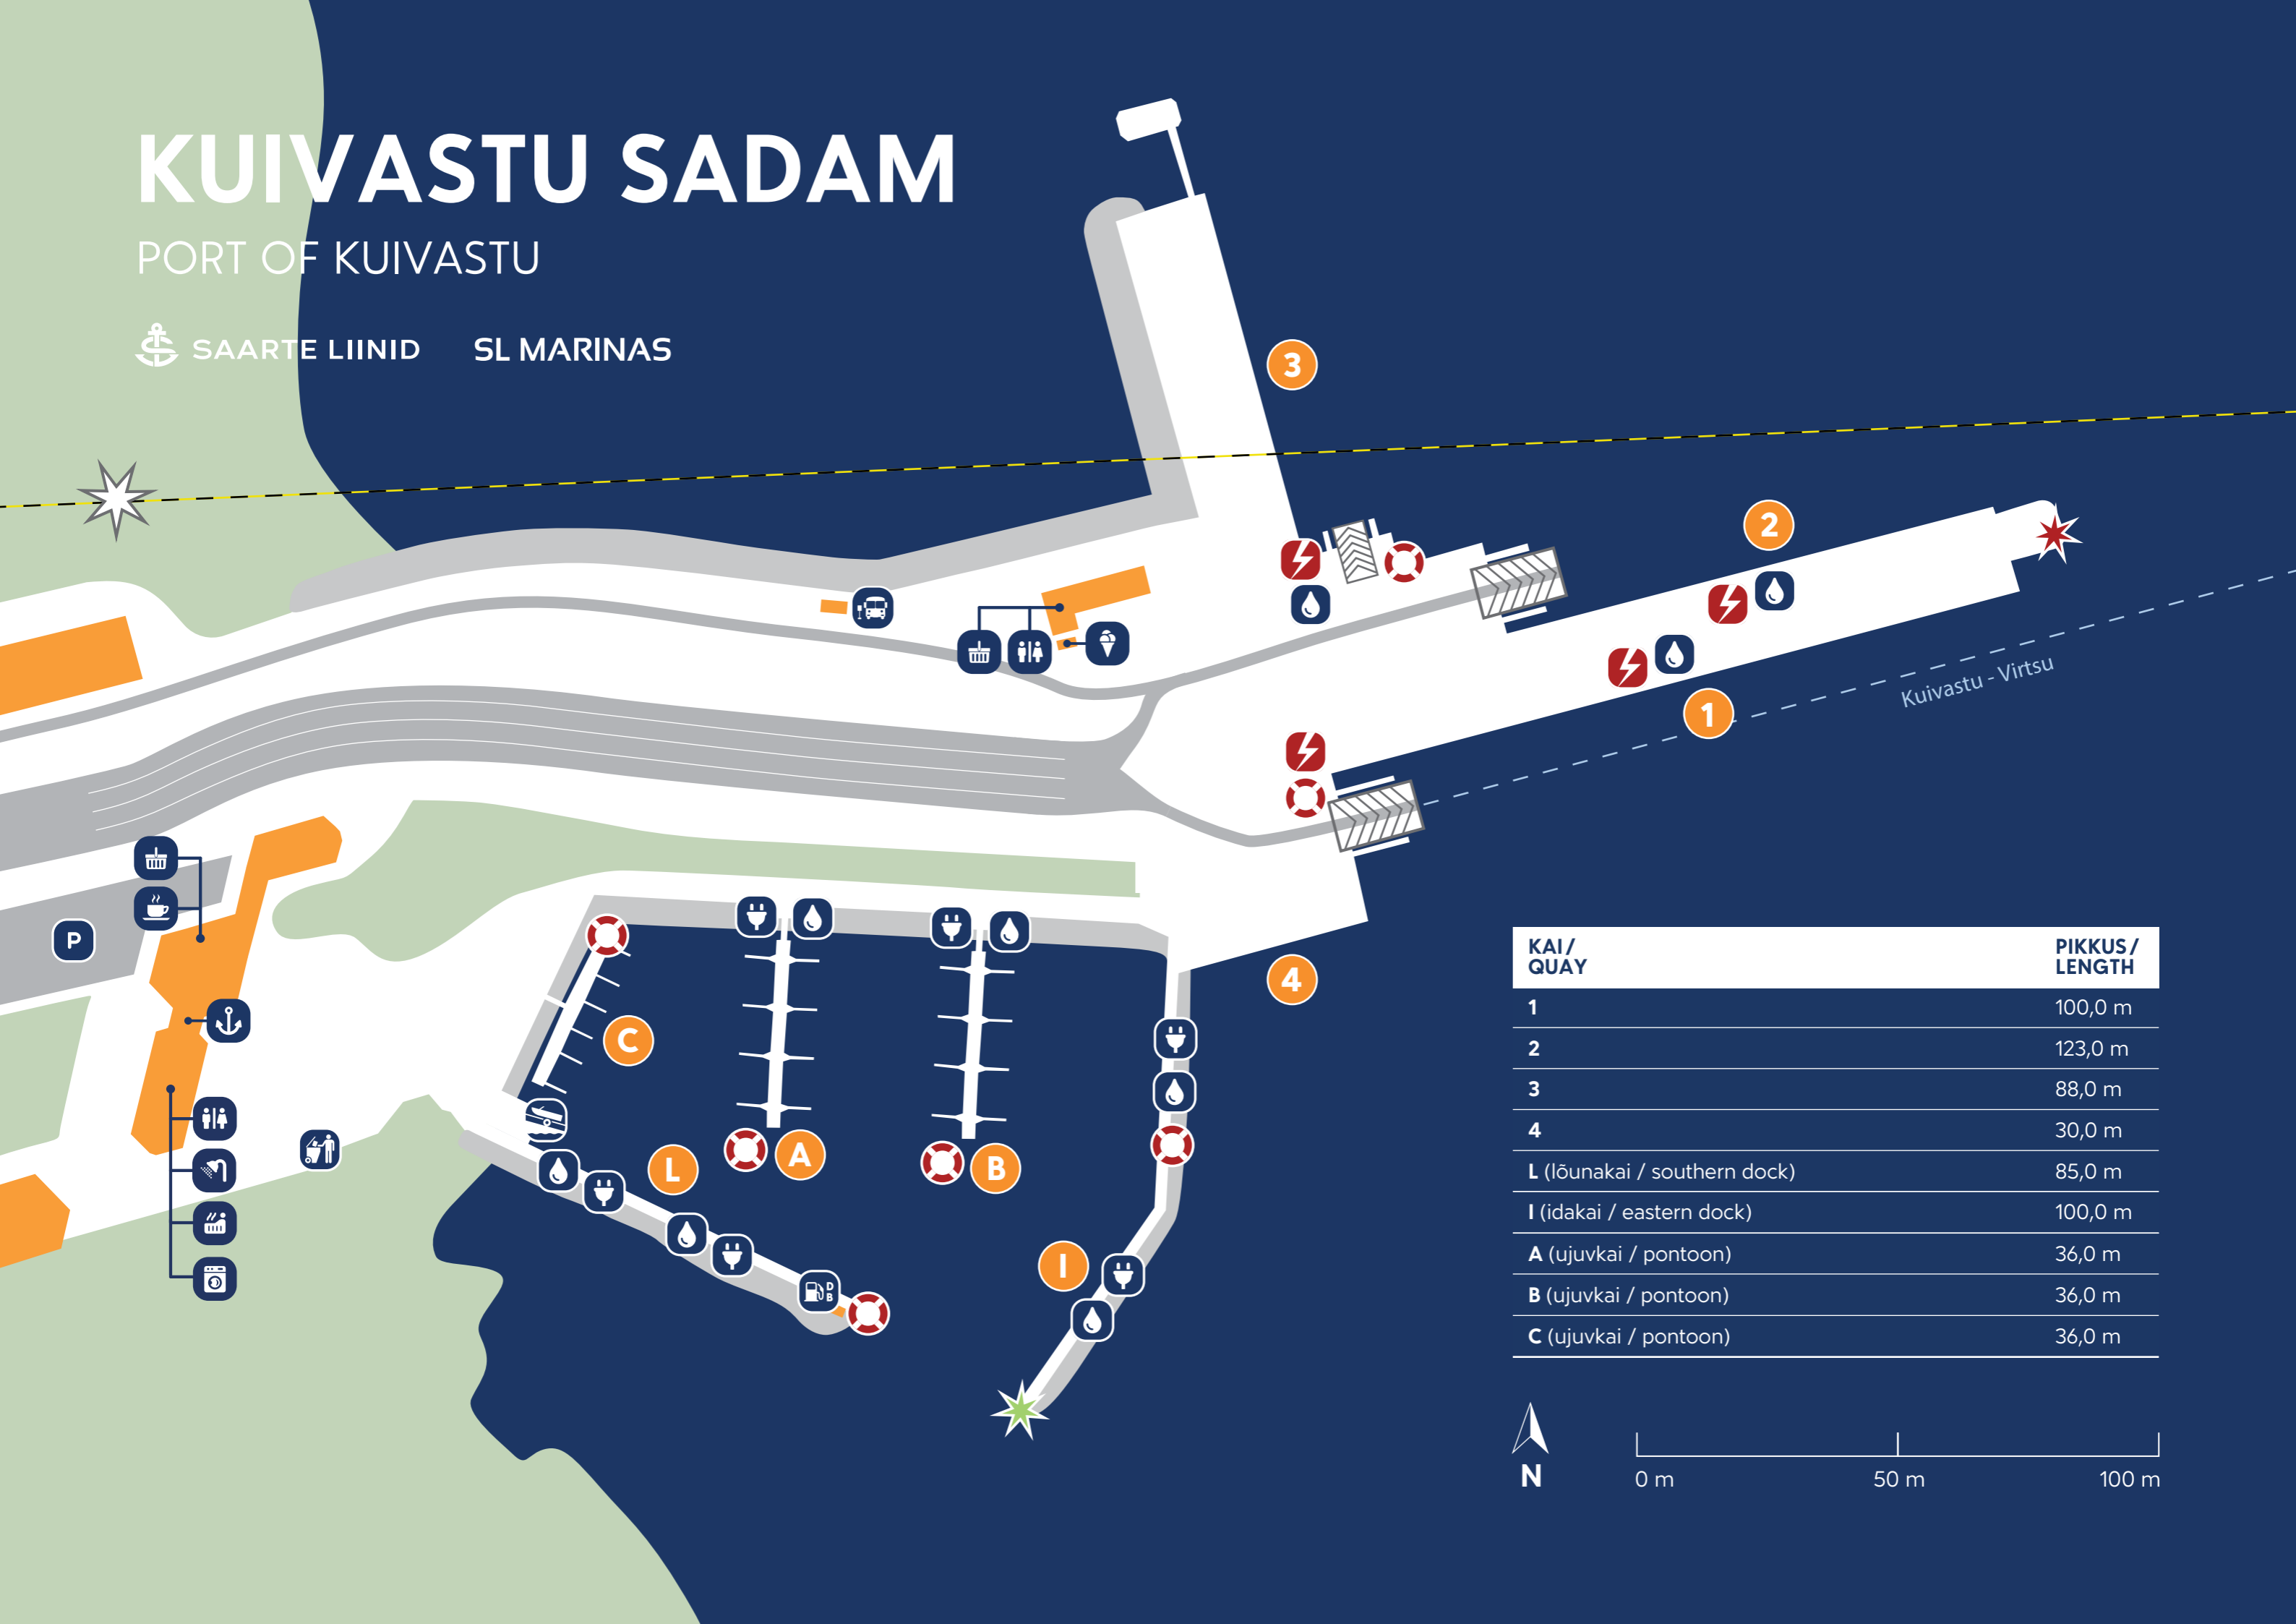 KUIVASTU SADAM
PORT OF KUIVASTU
SAARTE LIINID
SL MARINAS
3
2
1
Kuivastu - Virtsu
4
P
C
A
B
L
I
D
B
KAI/ PIKKUS/
QUAY LENGTH
1 100,0 m
2 123,0 m
3 88,0 m
4 30,0 m
L (lõunakai / southern dock) 85,0 m
I (idakai / eastern dock) 100,0 m
A (ujuvkai / pontoon) 36,0 m
B (ujuvkai / pontoon) 36,0 m
C (ujuvkai / pontoon) 36,0 m
N
0 m 50 m 100 m